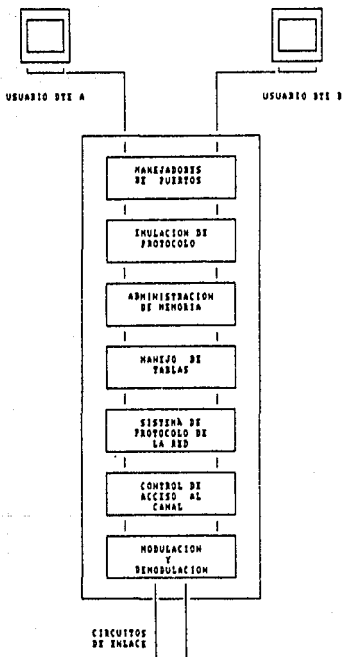 USUARIO DTE A
USUARIO DTE B
MANEJADORES
DE PUERTOS
EMULACION DE
PROTOCOLO
ADMINISTRACION
DE MEMORIA
MANEJO DE
TABLAS
SISTEMA DE
PROTOCOLO DE
LA RED
CONTROL DE
ACCESO AL
CANAL
MODULACION
Y
DEMODULACION
CIRCUITOS
DE ENLACE